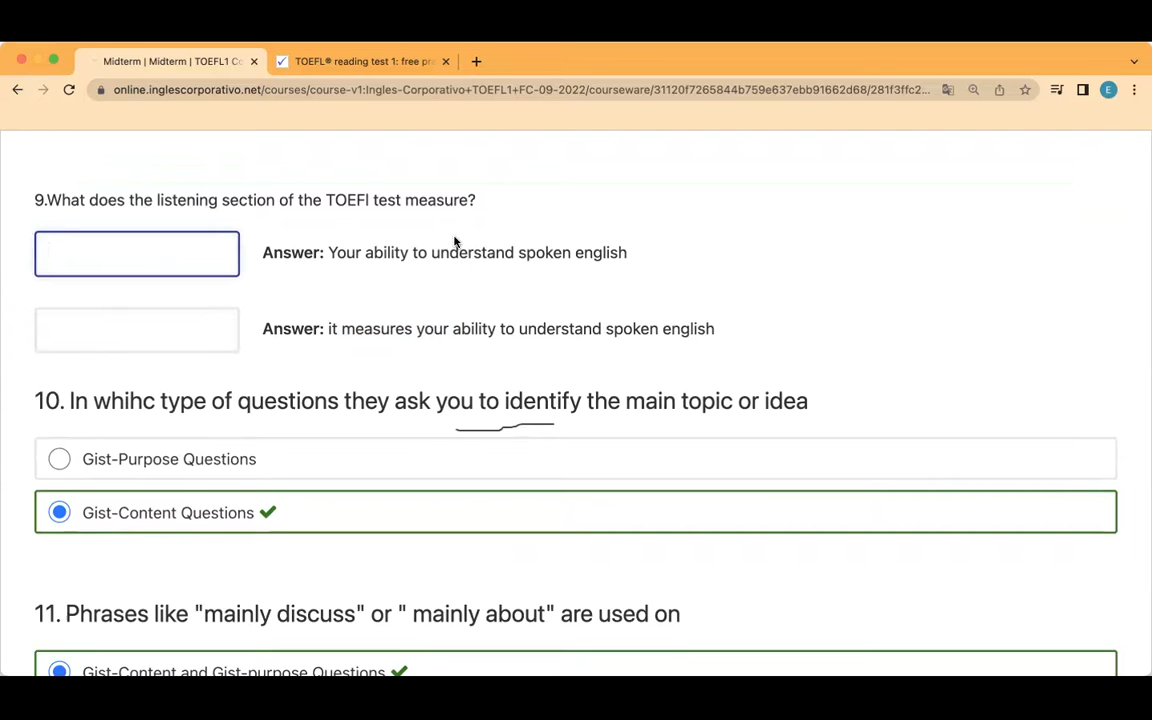 Midterm | Midterm | TOEFL1 Co
TOEFL® reading test 1: free pra
online.inglescorporativo.net/courses/course-v1:Ingles-Corporativo+TOEFL1+FC-09-2022/courseware/31120f7265844b759e637ebb91662d68/281f3ffc2...
E
9.What does the listening section of the TOEFl test measure?
Answer: Your ability to understand spoken english
Answer: it measures your ability to understand spoken english
10. In whihc type of questions they ask you to identify the main topic or idea
Gist-Purpose Questions
Gist-Content Questions
11. Phrases like "mainly discuss" or " mainly about" are used on
Gist-Content and Gist-purpose Questions